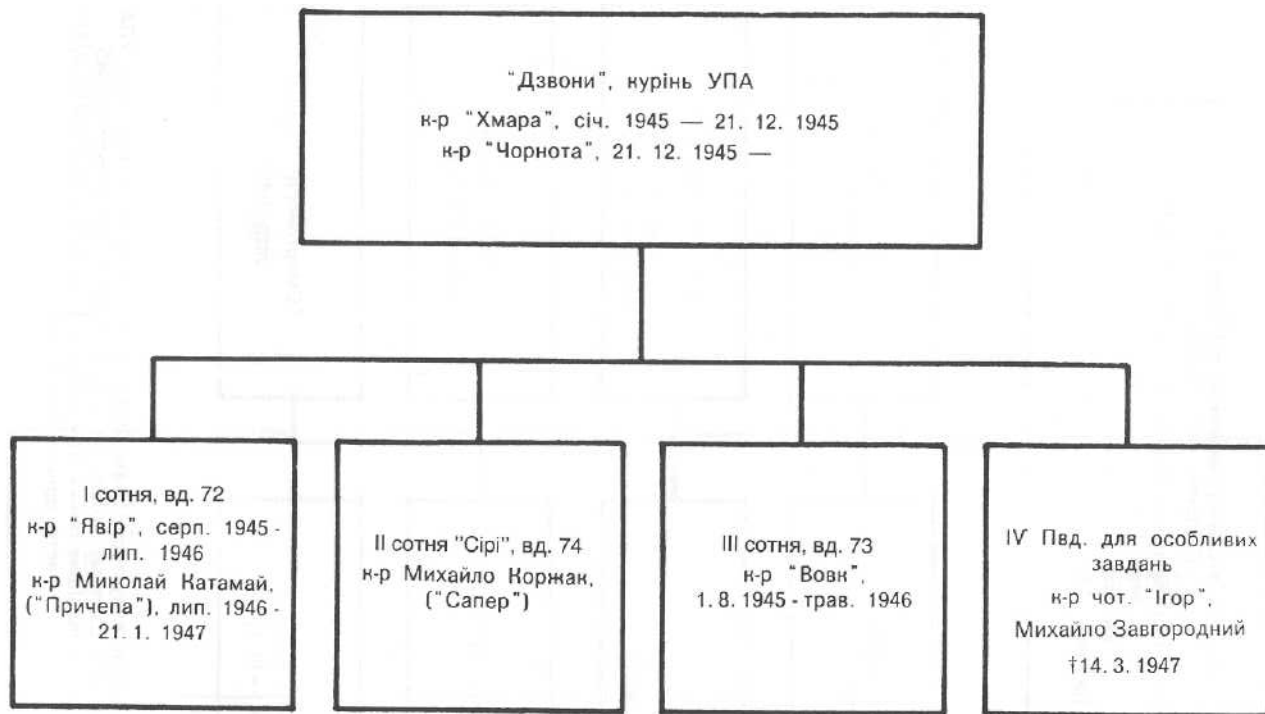 "Дзвони", курінь УПА
к-р "Хмара", січ. 1945 — 21. 12. 1945
к-р "Чорнота", 21. 12. 1945 —
І сотня, вд. 72
к-р "Явір", серп. 1945 -
лип. 1946
к-р Миколай Катамай,
("Причепа"), лип. 1946 -
21. 1. 1947
ІІ сотня "Сірі", вд. 74
к-р Михайло Коржак,
("Сапер")
ІІІ сотня, вд. 73
к-р "Вовк",
1. 8. 1945 - трав. 1946
IV Пвд. для особливих
завдань
к-р чот. "Ігор",
Михайло Завгородний
†14. 3. 1947